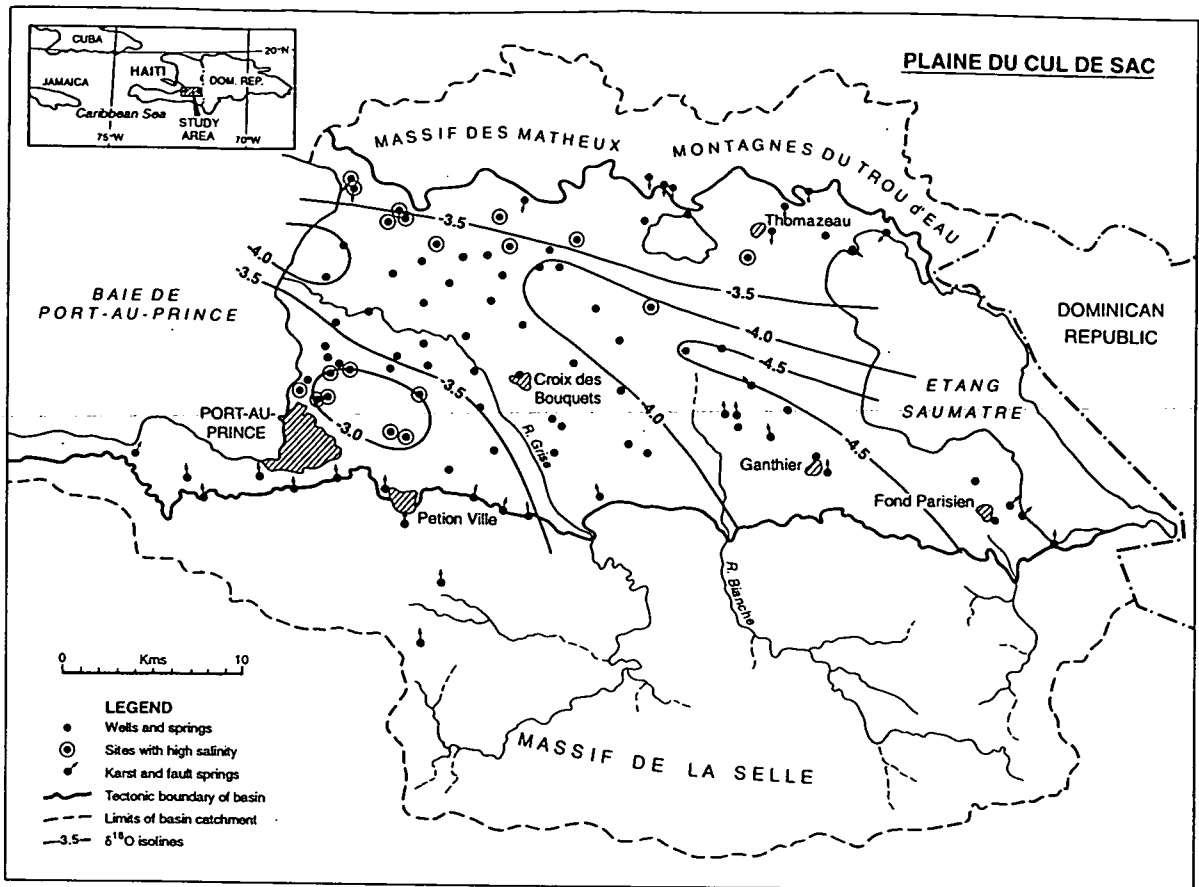 PLAINE DU CUL DE SAC
CUBA
20°N
HAITI
DOM. REP.
JAMAICA
Caribbean Sea
STUDY
AREA
75°W
70°W
MASSIF DES MATHEUX
MONTAGNES DU TROU d'EAU
-3.5
Thomazeau
-4.0
-3.5
BAIE DE
PORT-AU-PRINCE
-3.5
DOMINICAN
REPUBLIC
-4.0
-4.5
ETANG
SAUMATRE
Croix des
Bouquets
-3.5
-4.0
PORT-AU-
PRINCE
-3.0
R. Grise
-4.5
Ganthier
Fond Parisien
Petion Ville
R. Blanche
0 Kms 10
LEGEND
Wells and springs
Sites with high salinity
Karst and fault springs
Tectonic boundary of basin
Limits of basin catchment
-3.5 δ18O isolines
MASSIF DE LA SELLE